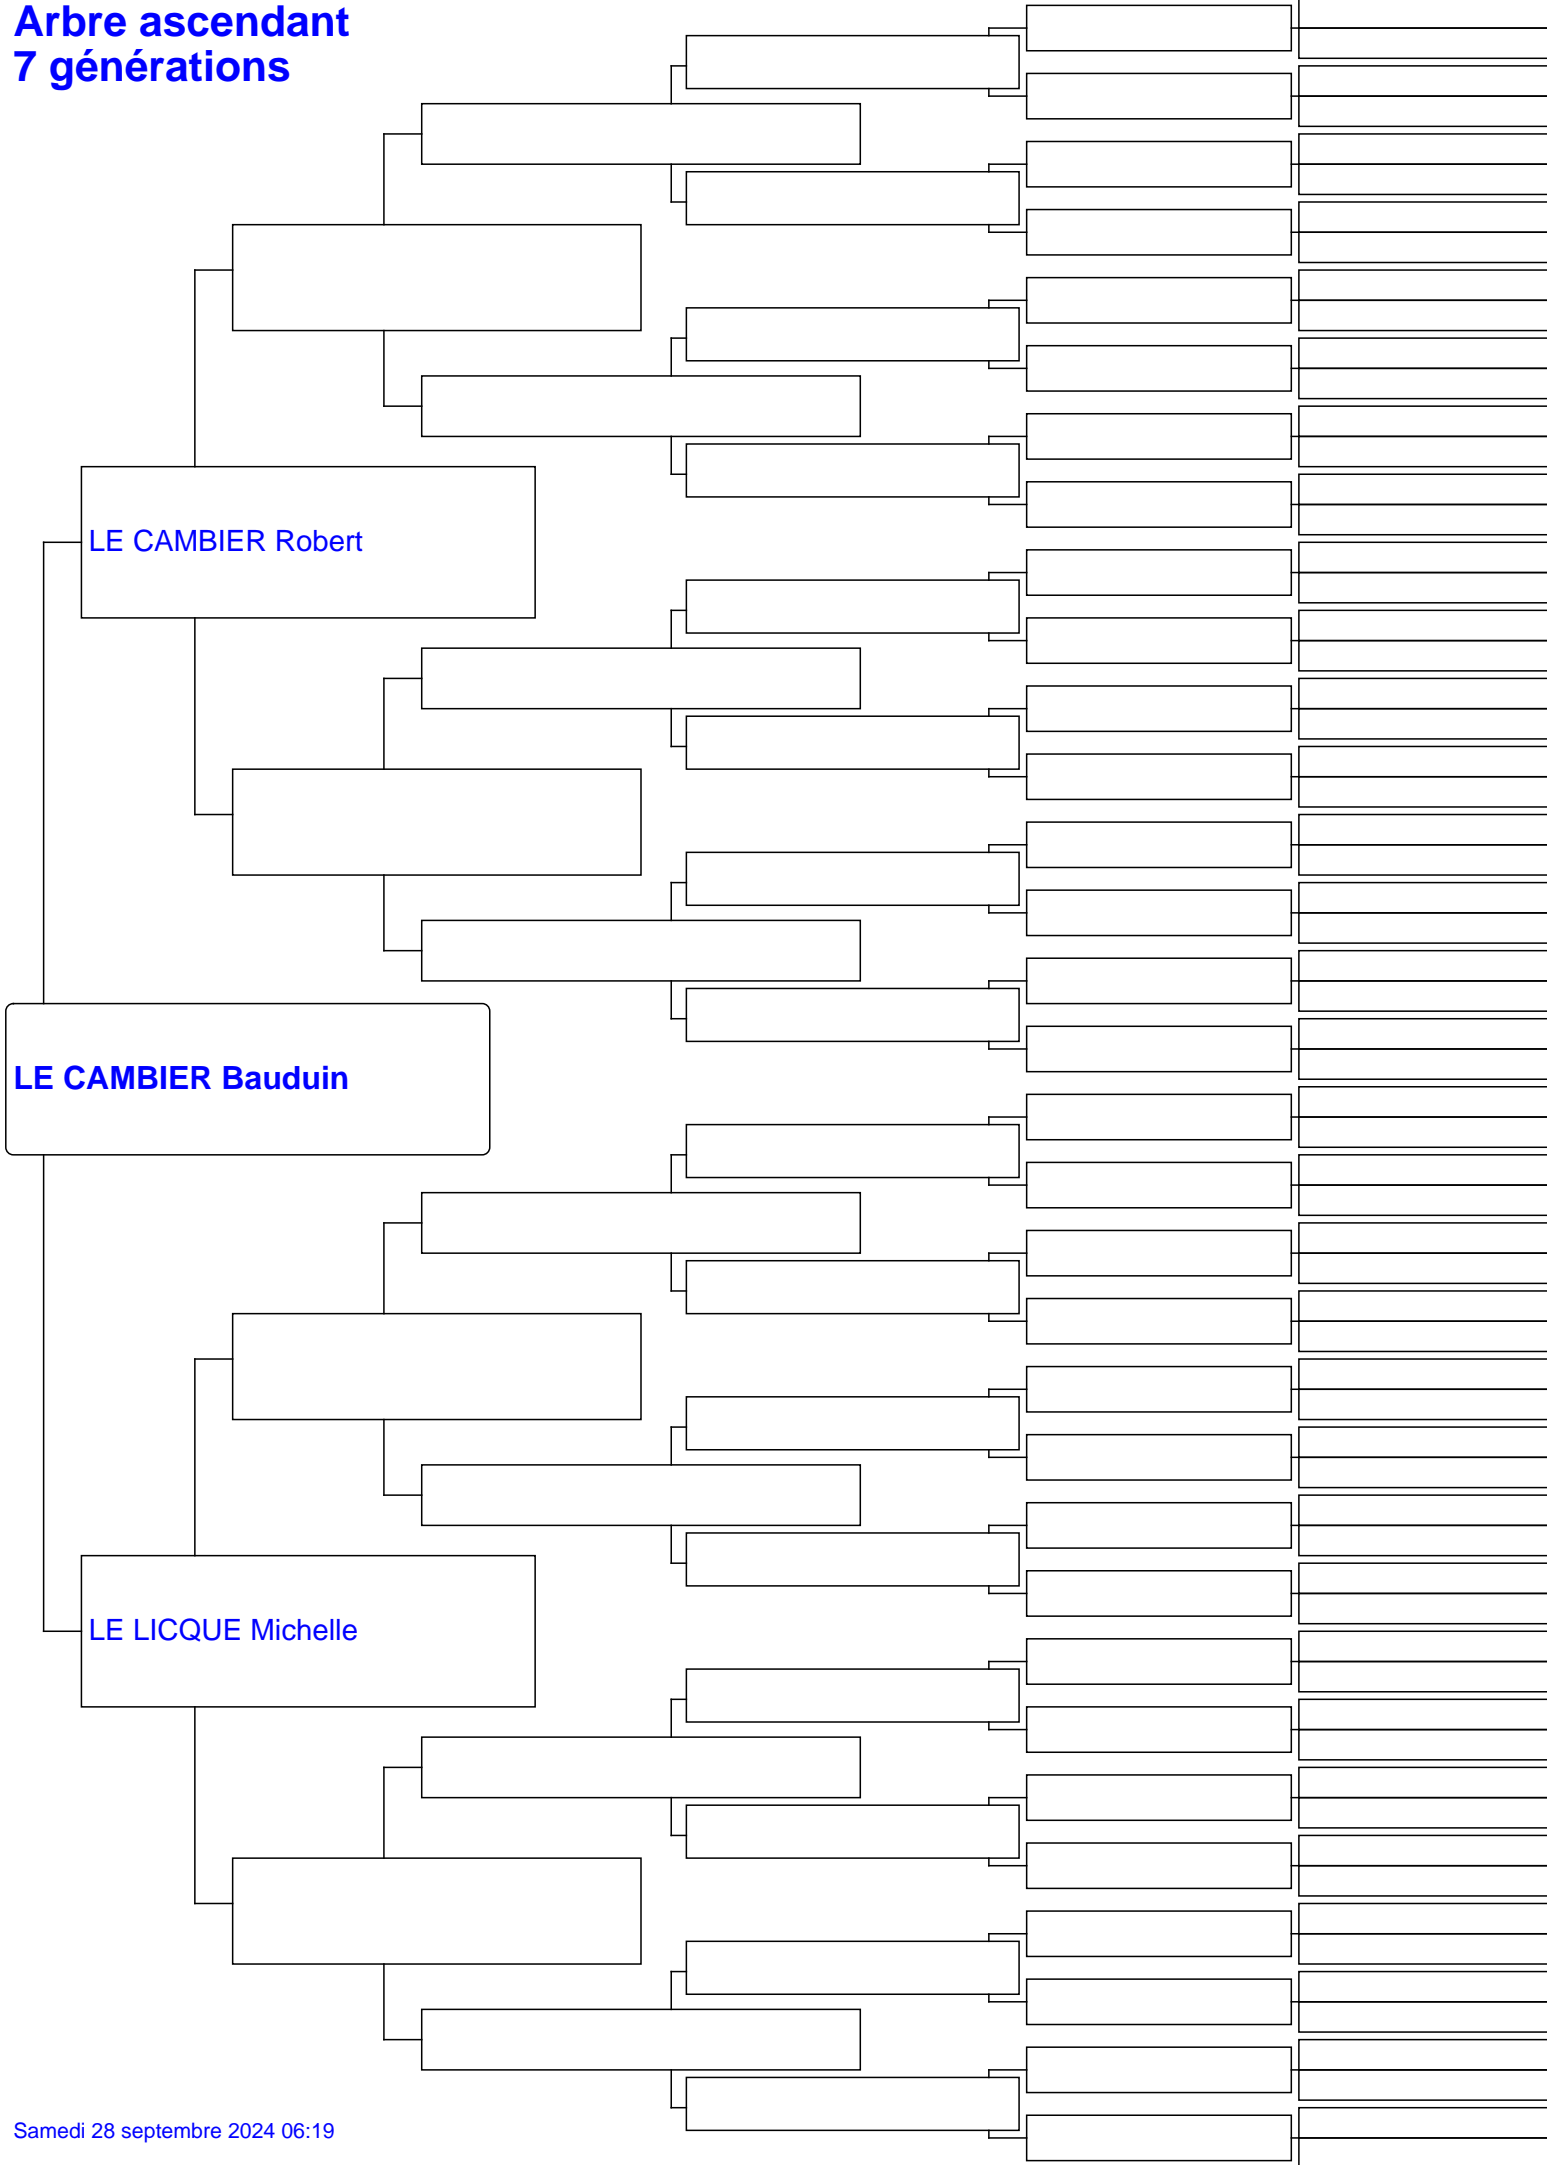 Arbre ascendant
7 générations
LE CAMBIER Robert
LE CAMBIER Bauduin
LE LICQUE Michelle
Samedi 28 septembre 2024 06:19